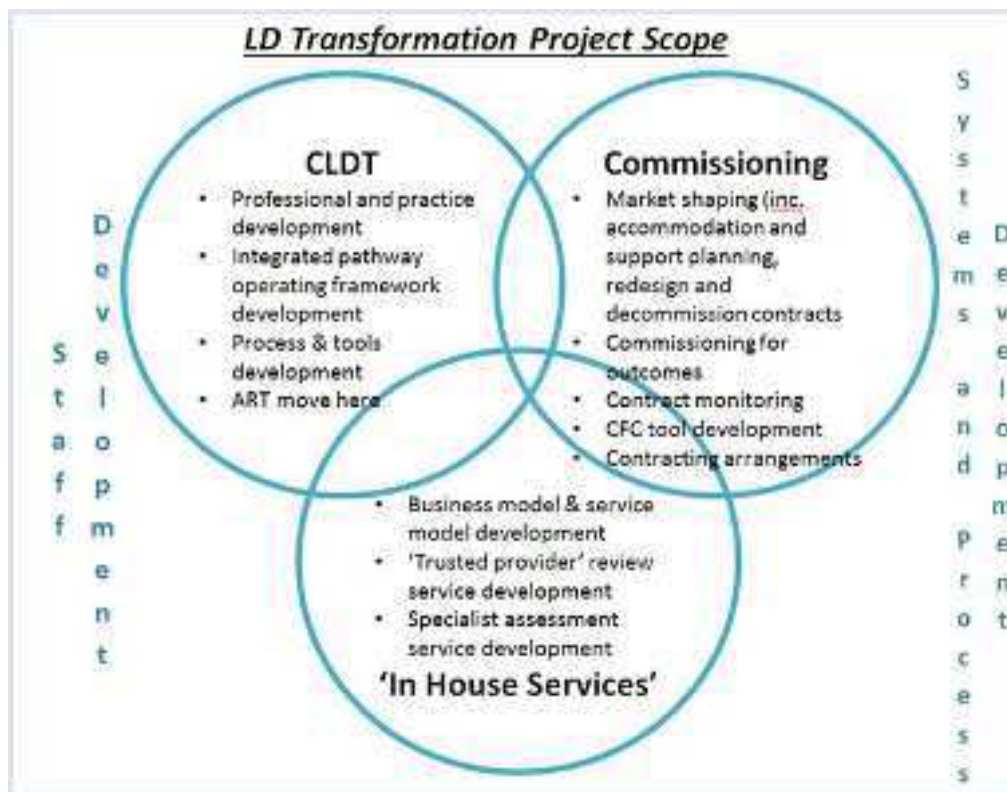 LD Transformation Project Scope
CLDT
• Professional and practice
development
• Integrated pathway
operating framework
development
• Process & tools
development
• ART move here
Commissioning
• Market shaping (inc.
accommodation and
support planning,
redesign and
decommission contracts
• Commissioning for
outcomes
• Contract monitoring
• CFC tool development
• Contracting arrangements
• Business model & service
model development
• 'Trusted provider' review
service development
• Specialist assessment
service development
'In House Services'
Staff
Development
Systems and Process
Development